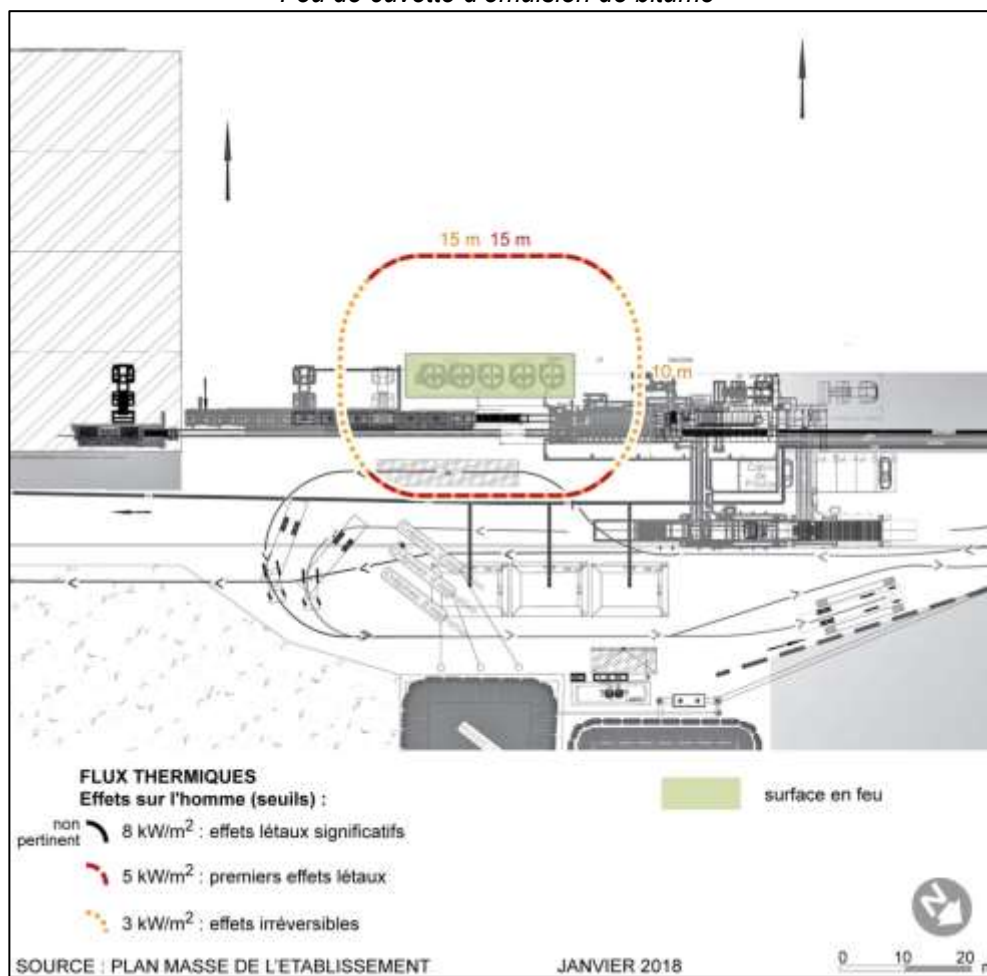 Feu de cuvette d'émulsion de bitume
15 m 15 m
10 m
FLUX THERMIQUES
Effets sur l'homme (seuils) :
non pertinent 8 kW/m² : effets létaux significatifs
5 kW/m² : premiers effets létaux
3 kW/m² : effets irréversibles
surface en feu
N
SOURCE : PLAN MASSE DE L'ETABLISSEMENT JANVIER 2018
0 10 20 m